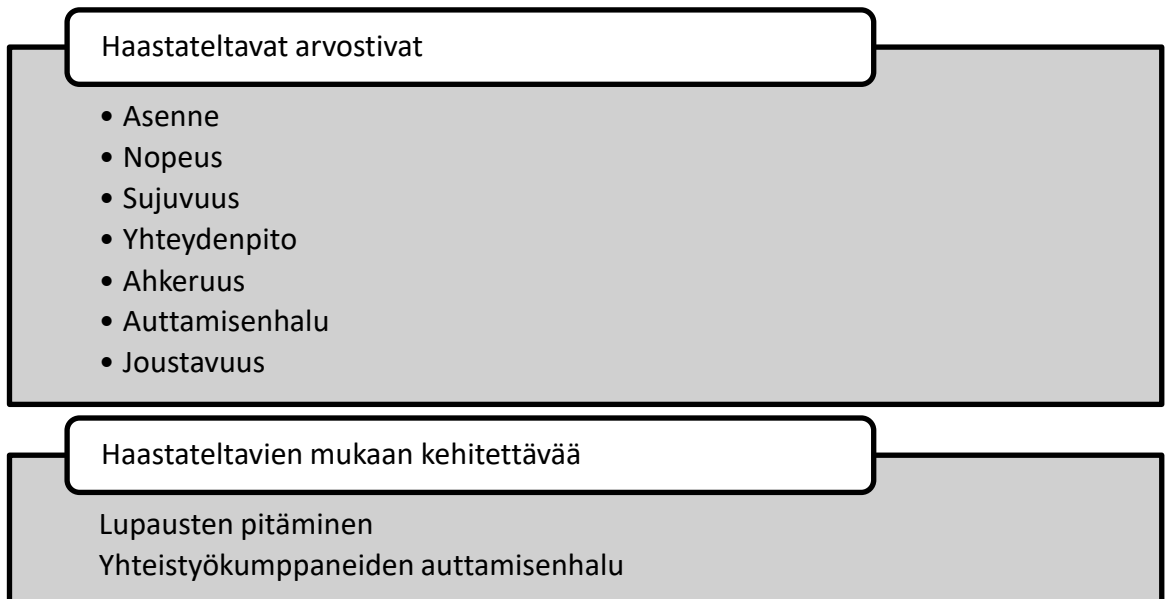 Haastateltavat arvostivat
• Asenne
• Nopeus
• Sujuvuus
• Yhteydenpito
• Ahkeruus
• Auttamisenhalu
• Joustavuus
Haastateltavien mukaan kehitettävää
Lupausten pitäminen
Yhteistyökumppaneiden auttamisenhalu